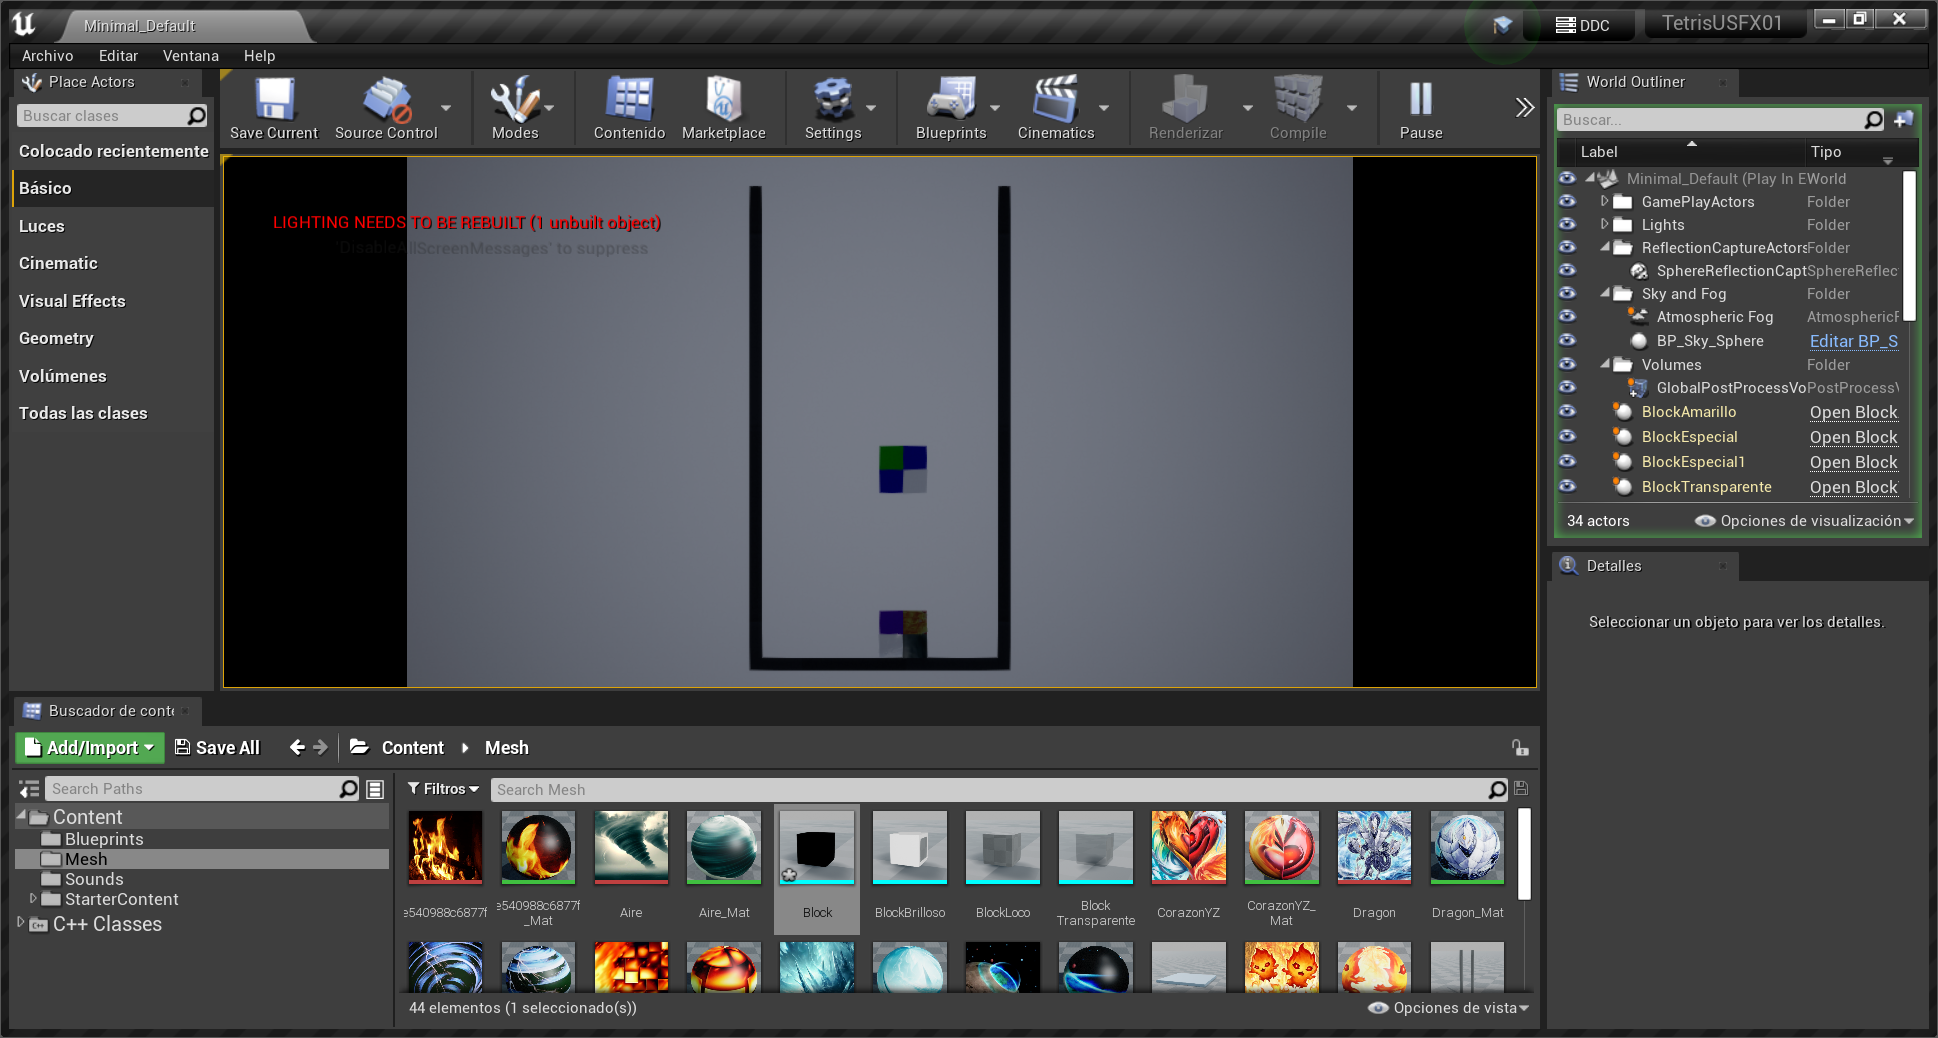 Minimal_Default
DDC
TetrisUSFX01
Archivo Editar Ventana Help
Place Actors
Buscar clases
Colocado recientemente
Básico
Luces
Cinematic
Visual Effects
Geometry
Volúmenes
Todas las clases
Save Current Source Control Modes Contenido Marketplace Settings Blueprints Cinematics Renderizar Compile Pause
LIGHTING NEEDS TO BE REBUILT (1 unbuilt object)
'DisableAllScreenMessages' to suppress
World Outliner
Buscar...
Label Tipo
Minimal_Default (Play In E World
GamePlayActors Folder
Lights Folder
ReflectionCaptureActors Folder
SphereReflectionCapt SphereReflec
Sky and Fog Folder
Atmospheric Fog AtmosphericF
BP_Sky_Sphere Editar BP_S
Volumes Folder
GlobalPostProcessVo PostProcessV
BlockAmarillo Open Block
BlockEspecial Open Block
BlockEspecial1 Open Block
BlockTransparente Open Block
34 actors Opciones de visualización
Detalles
Seleccionar un objeto para ver los detalles.
Buscador de conte
Add/Import Save All Content Mesh
Search Paths
Content
Blueprints
Mesh
Sounds
StarterContent
C++ Classes
Filtros Search Mesh
e540988c6877f e540988c6877f_Mat Aire Aire_Mat Block BlockBrilloso BlockLoco Block Transparente CorazonYZ CorazonYZ_Mat Dragon Dragon_Mat
44 elementos (1 seleccionado(s)) Opciones de vista